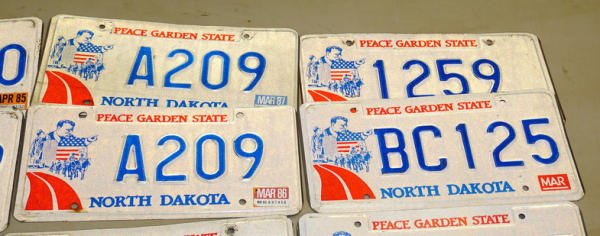 PEACE GARDEN STATE
A209
NORTH DAKOTA
MAR 87
PEACE GARDEN STATE
1259
APR 85
PEACE GARDEN STATE
A209
NORTH DAKOTA
MAR 86
PEACE GARDEN STATE
BC125
NORTH DAKOTA
MAR
STATE
PEACE GARDEN STATE